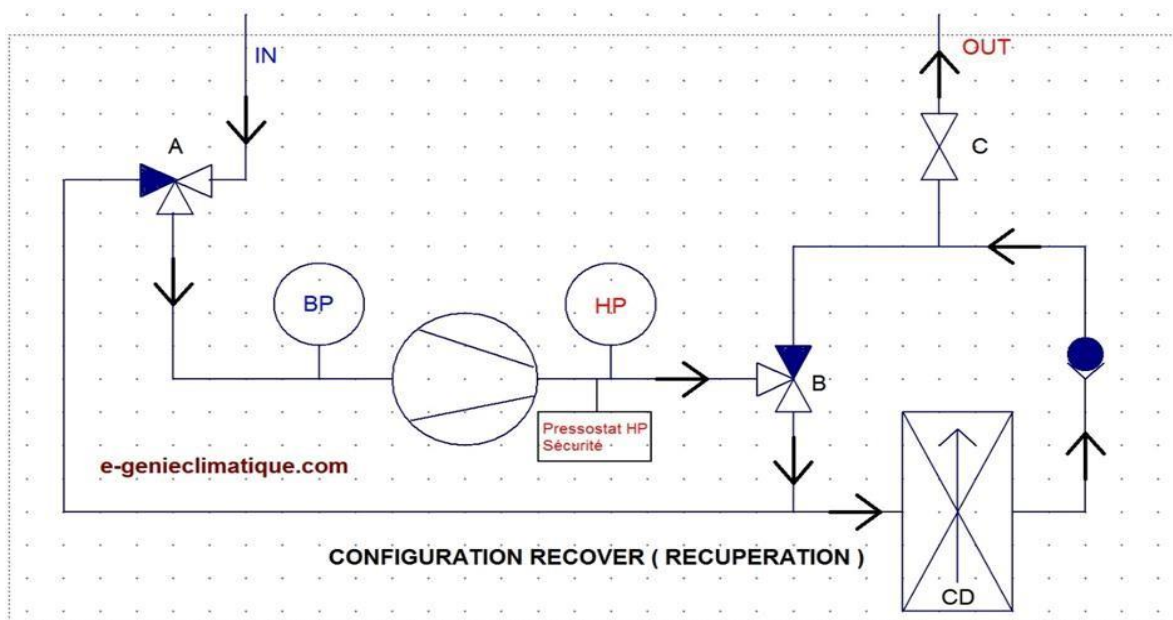 IN
OUT
A
C
BP
HP
B
Pressostat HP
Sécurité
e-genieclimatique.com
CONFIGURATION RECOVER ( RECUPERATION )
CD